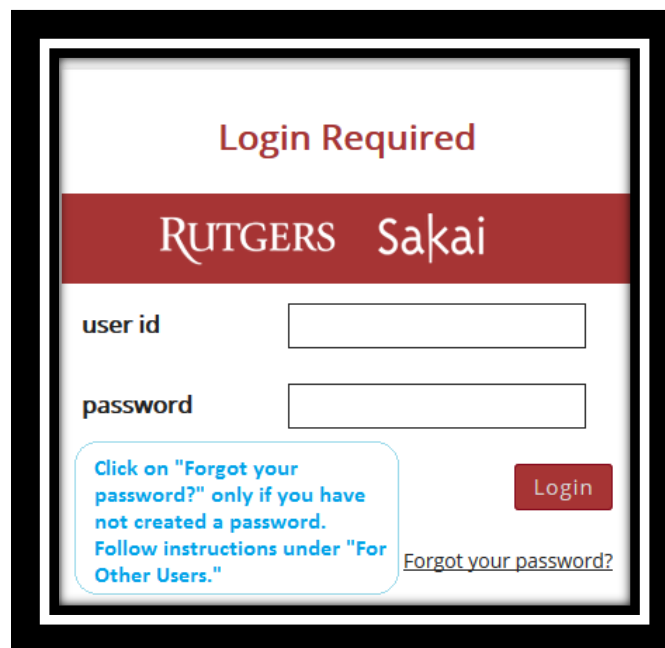 Login Required
RUTGERS Sakai
user id
password
Click on "Forgot your
password?" only if you have
not created a password.
Follow instructions under "For
Other Users."
Login
Forgot your password?